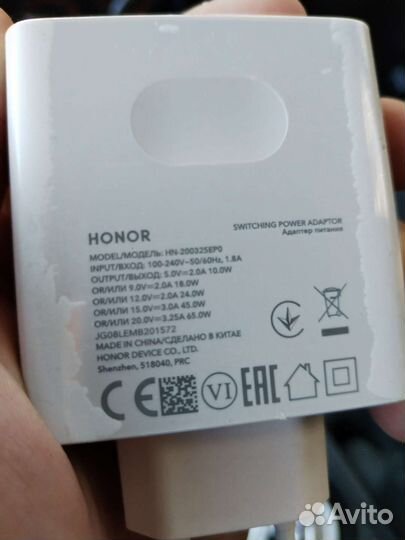 HONOR
SWITCHING POWER ADAPTOR
Адаптер питания
MODEL/МОДЕЛЬ: HN-200325EP0
INPUT/ВХОД: 100-240V~50/60Hz, 1.8A
OUTPUT/ВЫХОД: 5.0V⎓2.0A 10.0W
OR/ИЛИ 9.0V⎓2.0A 18.0W
OR/ИЛИ 12.0V⎓2.0A 24.0W
OR/ИЛИ 15.0V⎓3.0A 45.0W
OR/ИЛИ 20.0V⎓3.25A 65.0W
JG08LEMB201572
MADE IN CHINA/СДЕЛАНО В КИТАЕ
HONOR DEVICE CO., LTD.
Shenzhen, 518040, PRC
CE VI EAC
Avito